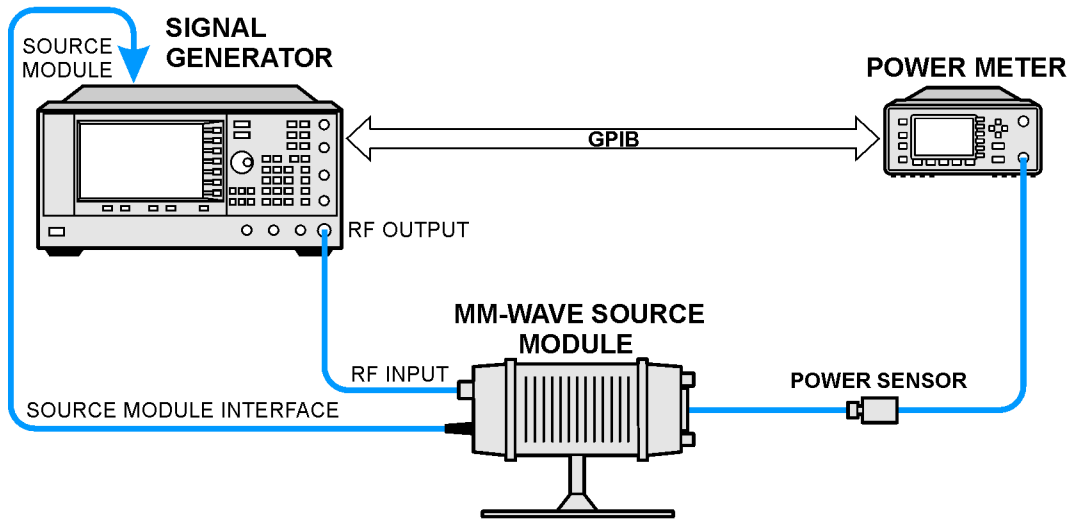 SIGNAL
GENERATOR
SOURCE
MODULE
POWER METER
GPIB
RF OUTPUT
MM-WAVE SOURCE
MODULE
RF INPUT
POWER SENSOR
SOURCE MODULE INTERFACE